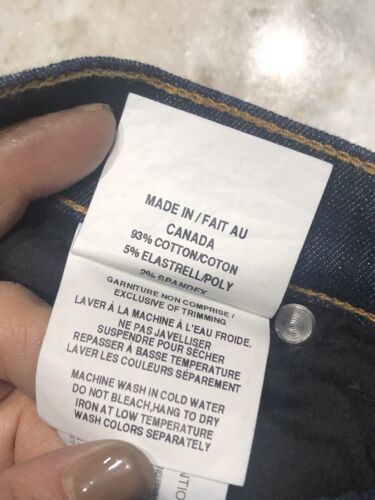 MADE IN / FAIT AU
CANADA
93% COTTON/COTON
5% ELASTRELL/POLY
2% SPANDEX
GARNITURE NON COMPRISE /
EXCLUSIVE OF TRIMMING
LAVER À LA MACHINE À L'EAU FROIDE.
NE PAS JAVELLISER
SUSPENDRE POUR SÉCHER
REPASSER À BASSE TEMPERATURE
LAVER LES COULEURS SÉPAREMENT
MACHINE WASH IN COLD WATER
DO NOT BLEACH, HANG TO DRY
IRON AT LOW TEMPERATURE
WASH COLORS SEPARATELY